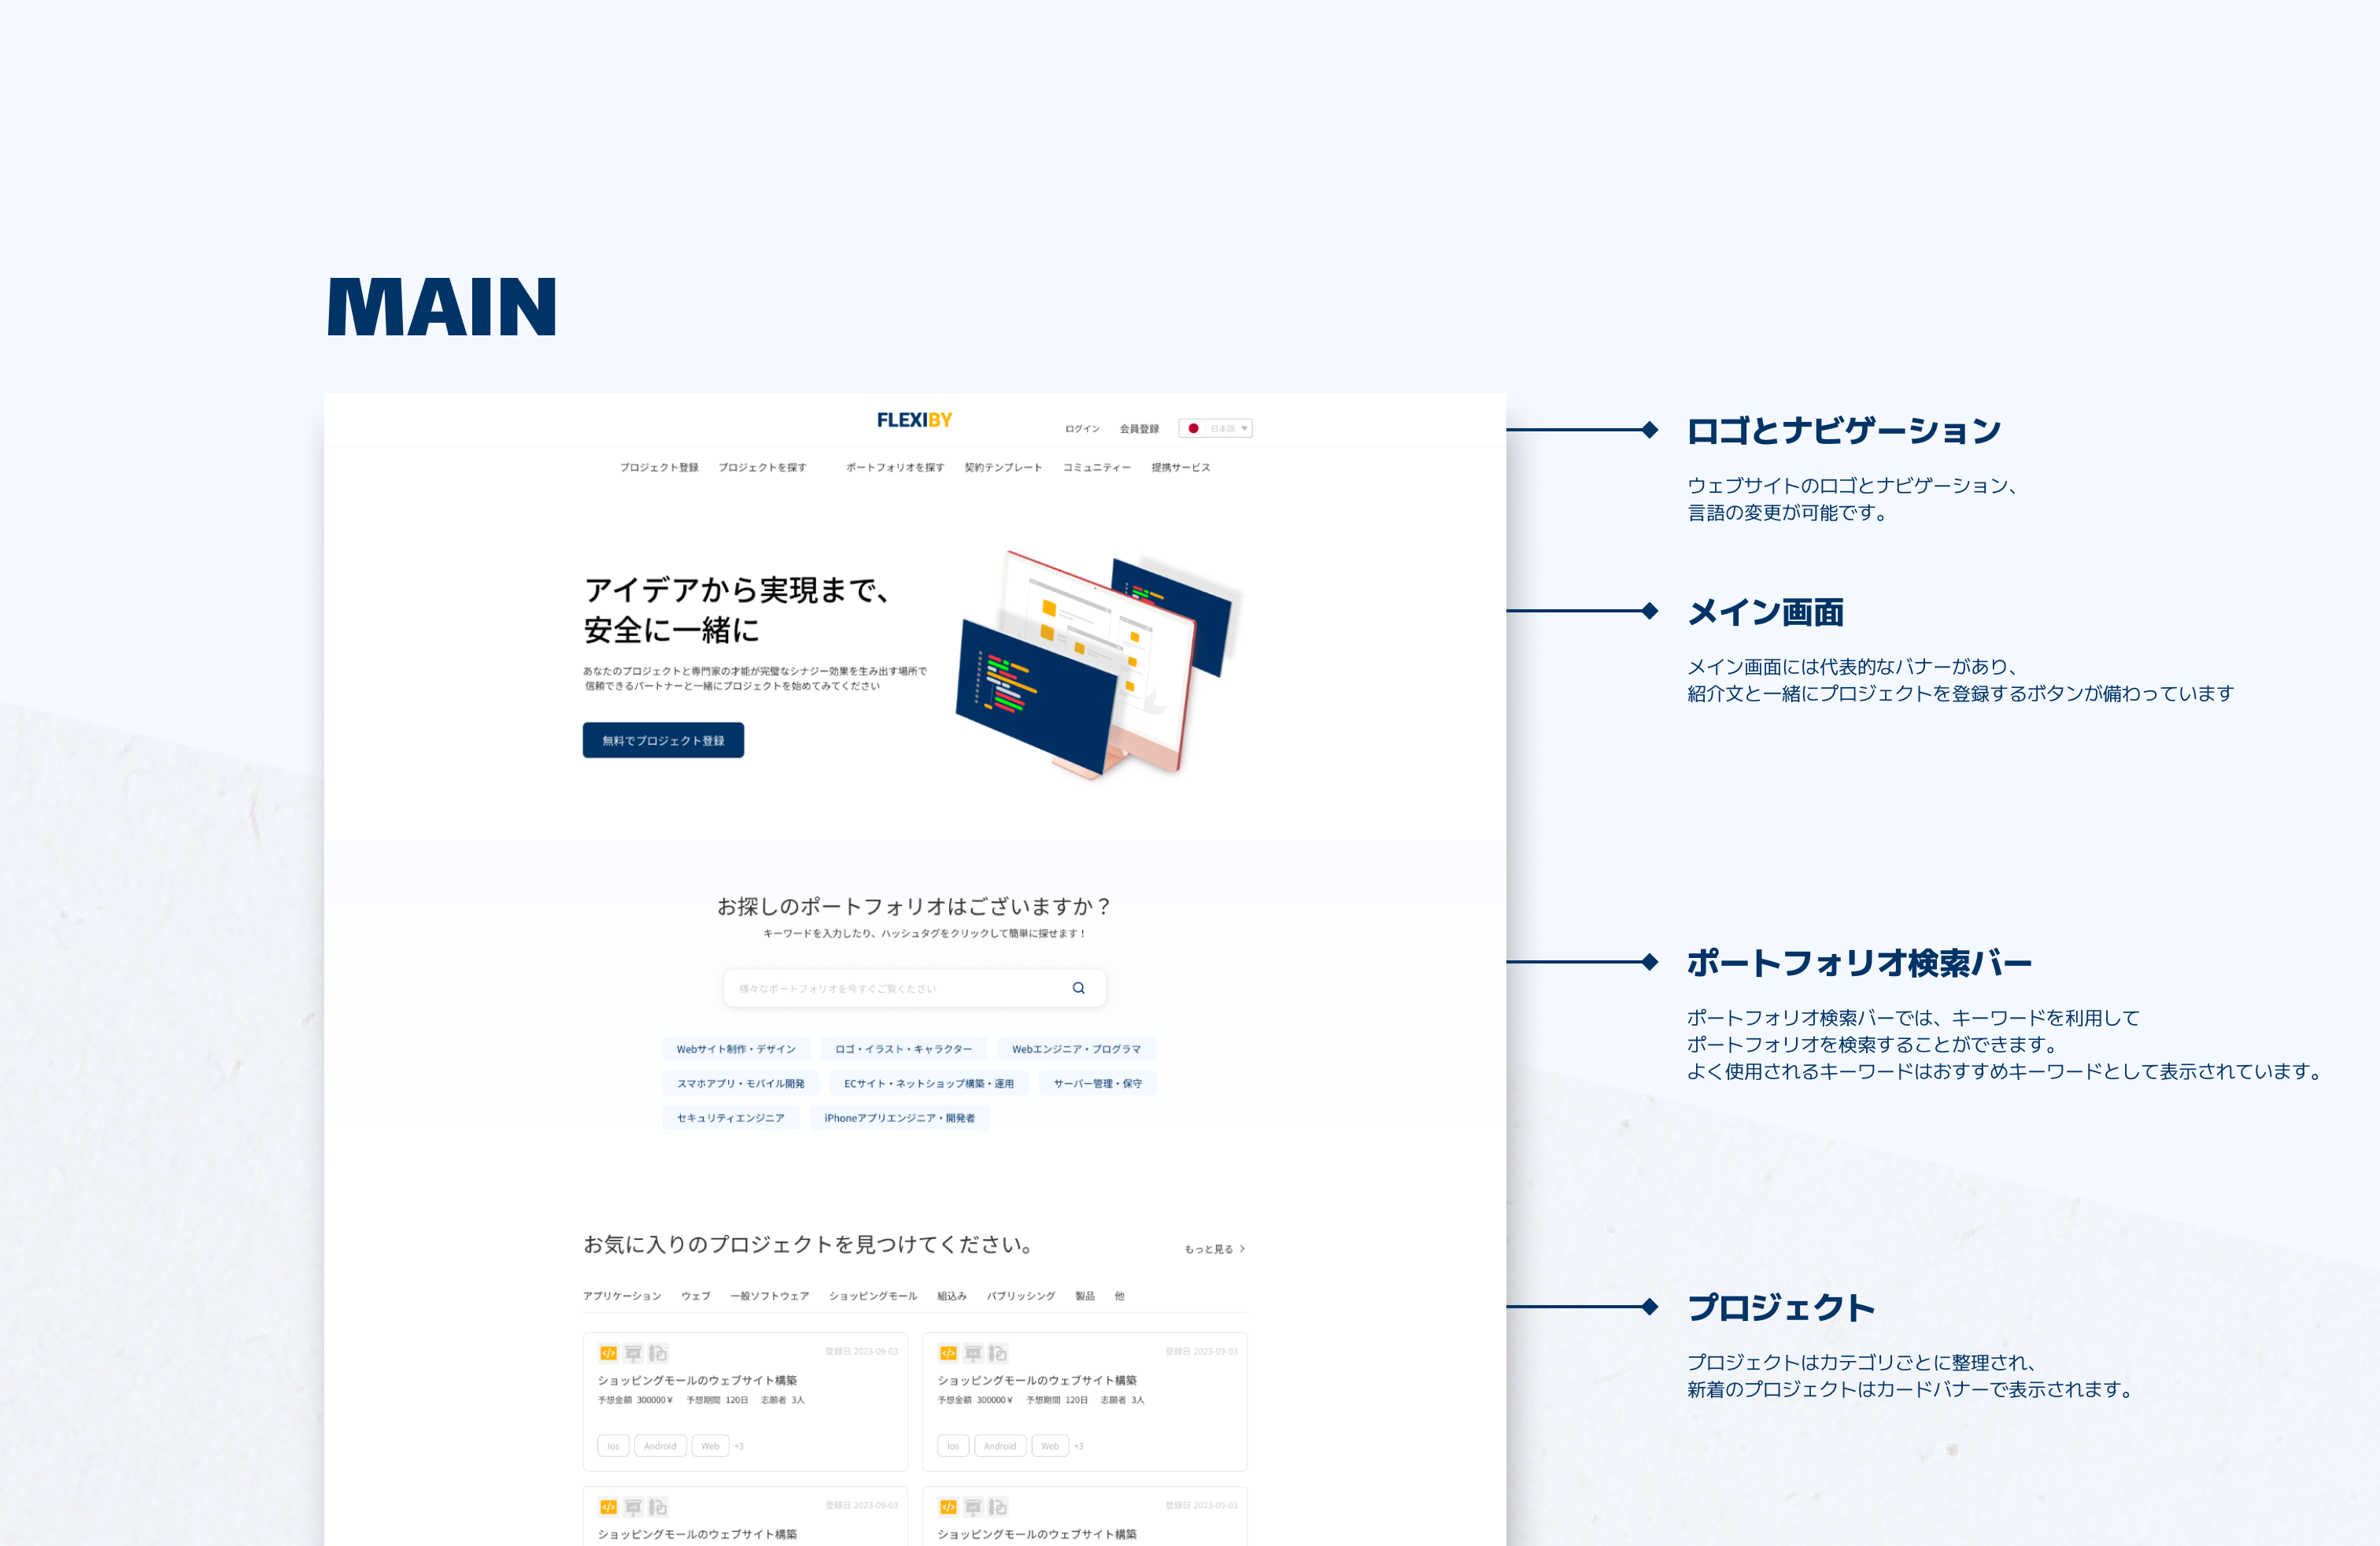 MAIN
FLEXIBY
ログイン 会員登録 日本語
プロジェクト登録 プロジェクトを探す ポートフォリオを探す 契約テンプレート コミュニティー 提携サービス
アイデアから実現まで、
安全に一緒に
あなたのプロジェクトと専門家の才能が完璧なシナジー効果を生み出す場所で
信頼できるパートナーと一緒にプロジェクトを始めてみてください
無料でプロジェクト登録
お探しのポートフォリオはございますか？
キーワードを入力したり、ハッシュタグをクリックして簡単に探せます！
様々なポートフォリオを今すぐご覧ください
Webサイト制作・デザイン ロゴ・イラスト・キャラクター Webエンジニア・プログラマ
スマホアプリ・モバイル開発 ECサイト・ネットショップ構築・運用 サーバー管理・保守
セキュリティエンジニア iPhoneアプリエンジニア・開発者
お気に入りのプロジェクトを見つけてください。
もっと見る
アプリケーション ウェブ 一般ソフトウェア ショッピングモール 組込み パブリッシング 製品 他
登録日 2023-09-03
ショッピングモールのウェブサイト構築
予想金額 300000￥ 予想期間 120日 志願者 3人
Ios Android Web +3
登録日 2023-09-03
ショッピングモールのウェブサイト構築
予想金額 300000￥ 予想期間 120日 志願者 3人
Ios Android Web +3
登録日 2023-09-03
ショッピングモールのウェブサイト構築
登録日 2023-09-03
ショッピングモールのウェブサイト構築
ロゴとナビゲーション
ウェブサイトのロゴとナビゲーション、
言語の変更が可能です。
メイン画面
メイン画面には代表的なバナーがあり、
紹介文と一緒にプロジェクトを登録するボタンが備わっています
ポートフォリオ検索バー
ポートフォリオ検索バーでは、キーワードを利用して
ポートフォリオを検索することができます。
よく使用されるキーワードはおすすめキーワードとして表示されています。
プロジェクト
プロジェクトはカテゴリごとに整理され、
新着のプロジェクトはカードバナーで表示されます。